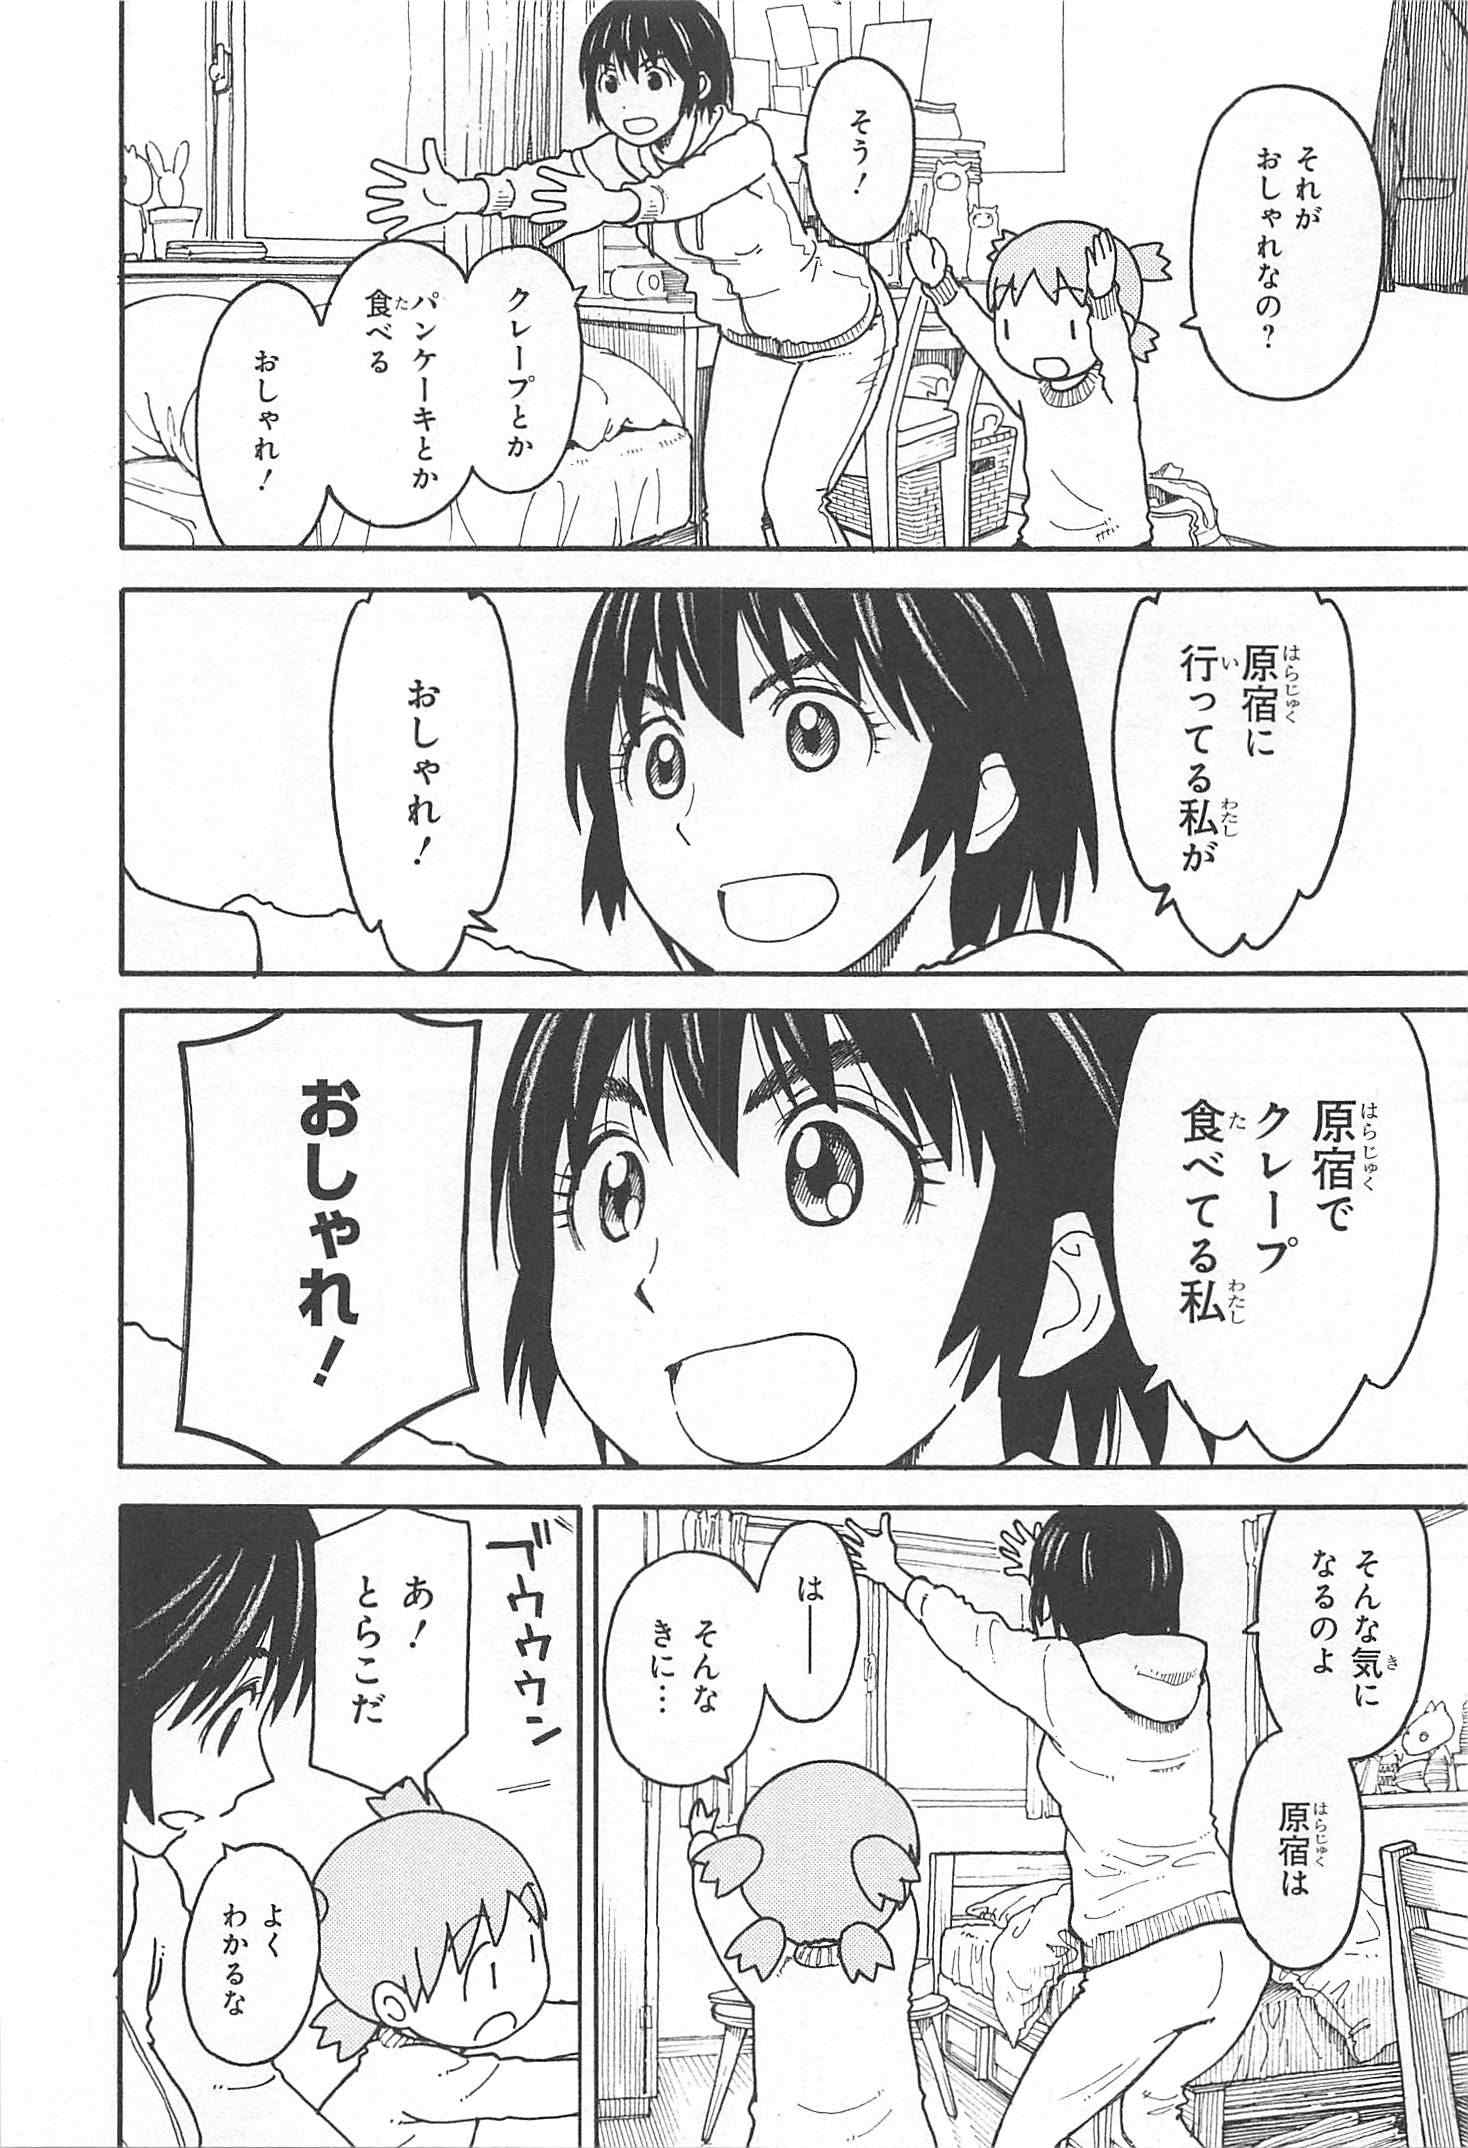 それが
おしゃれなの？
そう！
クレープとか
パンケーキとか
食べる
おしゃれ！
原宿に
行ってる私が
おしゃれ！
原宿で
クレープ
食べてる私
おしゃれ！
そんな気に
なるのよ
原宿は
はー
そんな
きに…
ブウウウン
あ！
とらこだ
よく
わかるな